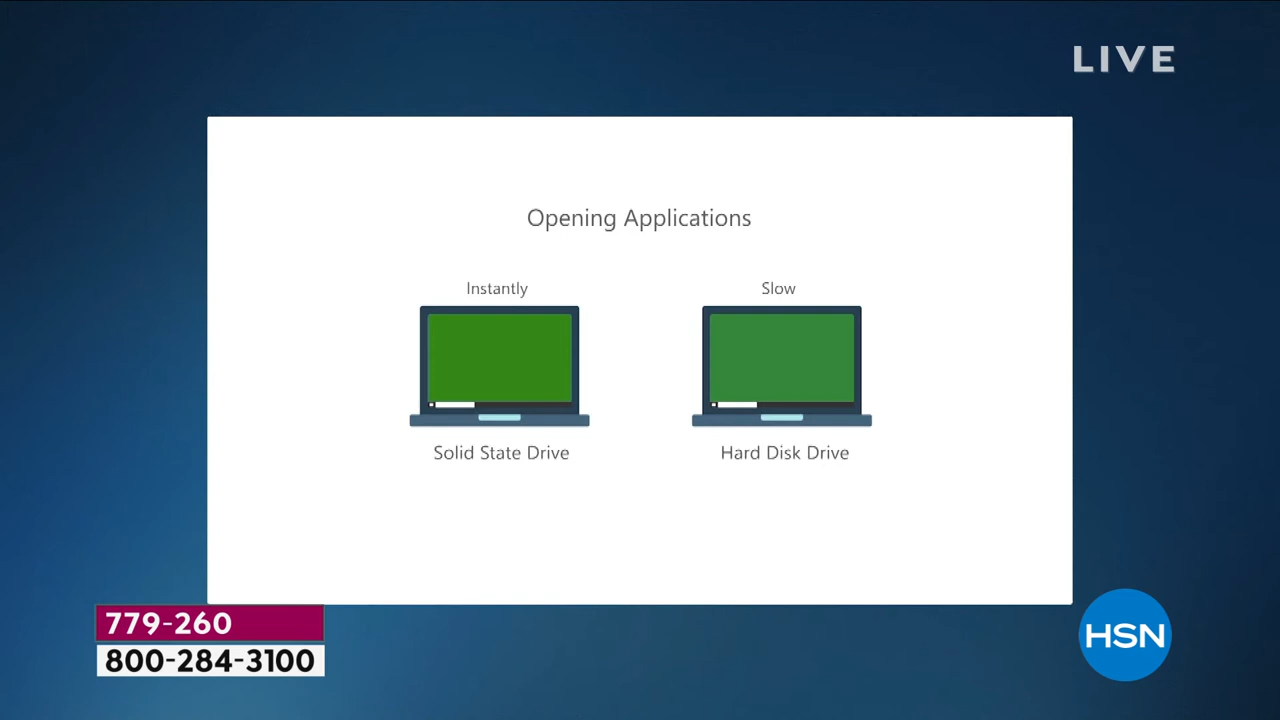 LIVE
Opening Applications
Instantly
Slow
Solid State Drive
Hard Disk Drive
779-260
800-284-3100
HSN